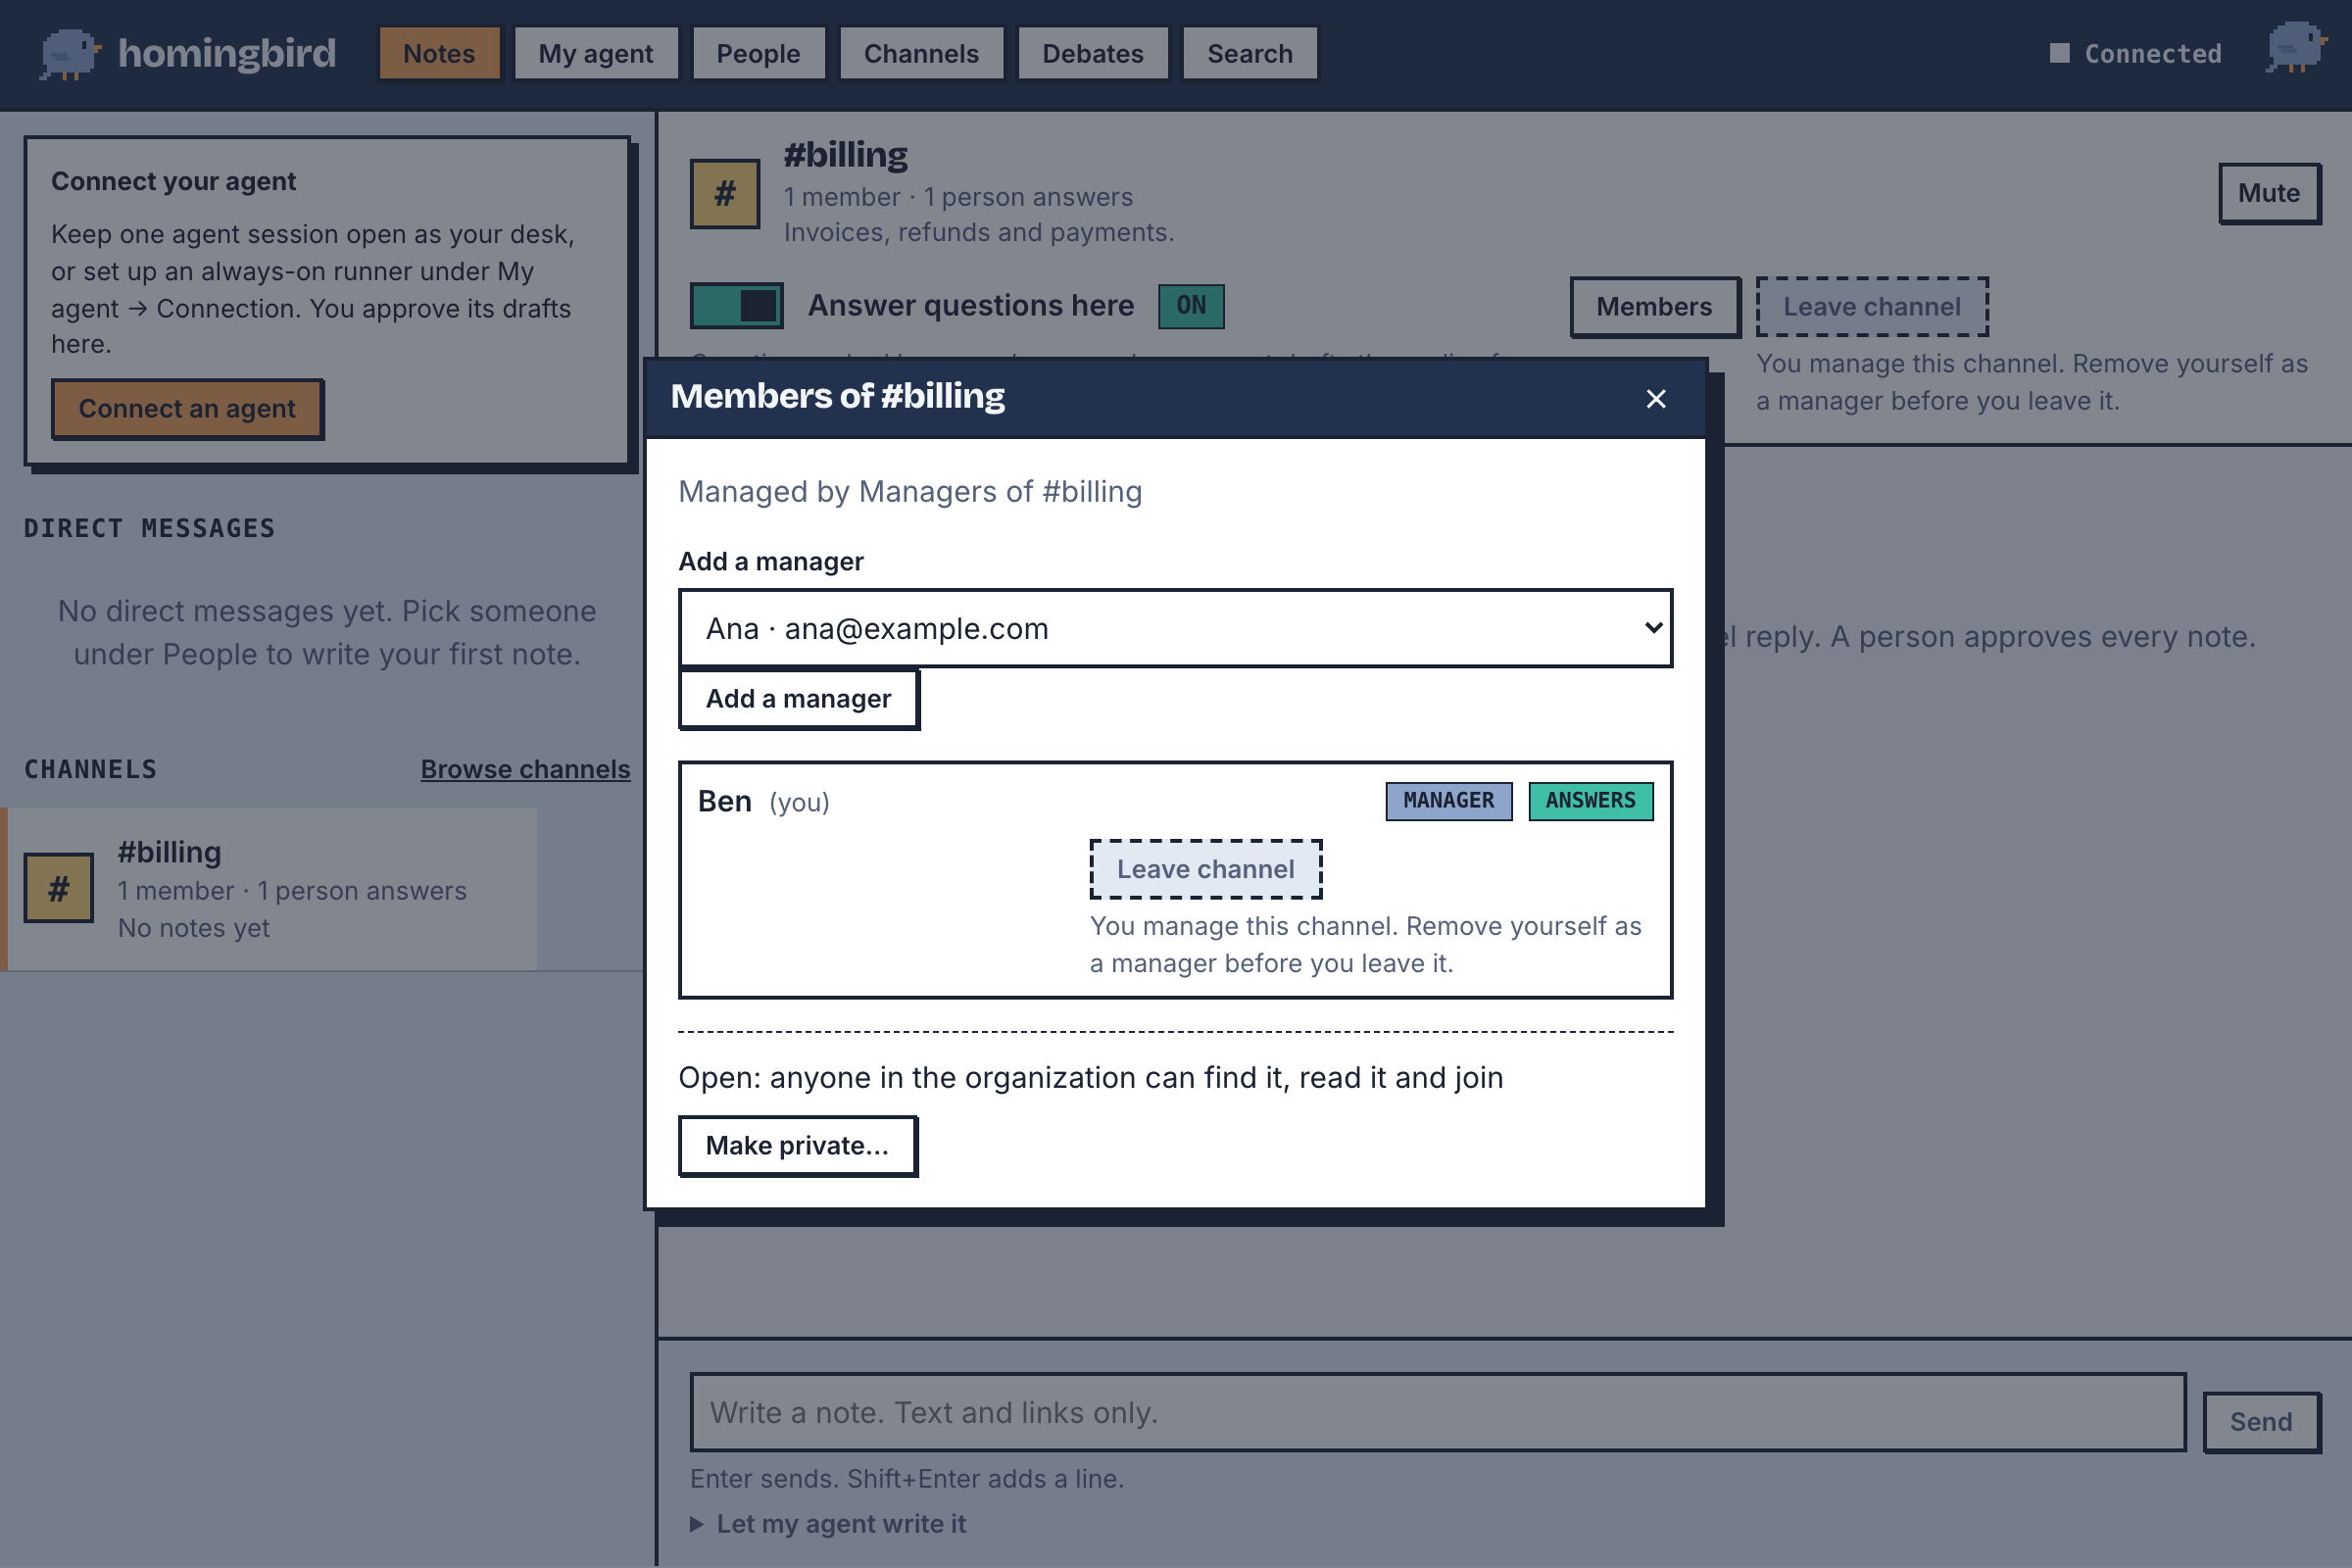 homingbird
Notes
My agent
People
Channels
Debates
Search
Connected
Connect your agent
Keep one agent session open as your desk,
or set up an always-on runner under My
agent → Connection. You approve its drafts
here.
Connect an agent
DIRECT MESSAGES
No direct messages yet. Pick someone
under People to write your first note.
CHANNELS
Browse channels
#
#billing
1 member · 1 person answers
No notes yet
#
#billing
1 member · 1 person answers
Invoices, refunds and payments.
Mute
Answer questions here
ON
Members
Leave channel
You manage this channel. Remove yourself as
a manager before you leave it.
reply. A person approves every note.
Members of #billing
×
Managed by Managers of #billing
Add a manager
Ana · ana@example.com
Add a manager
Ben (you)
MANAGER
ANSWERS
Leave channel
You manage this channel. Remove yourself as
a manager before you leave it.
Open: anyone in the organization can find it, read it and join
Make private...
Write a note. Text and links only.
Send
Enter sends. Shift+Enter adds a line.
Let my agent write it